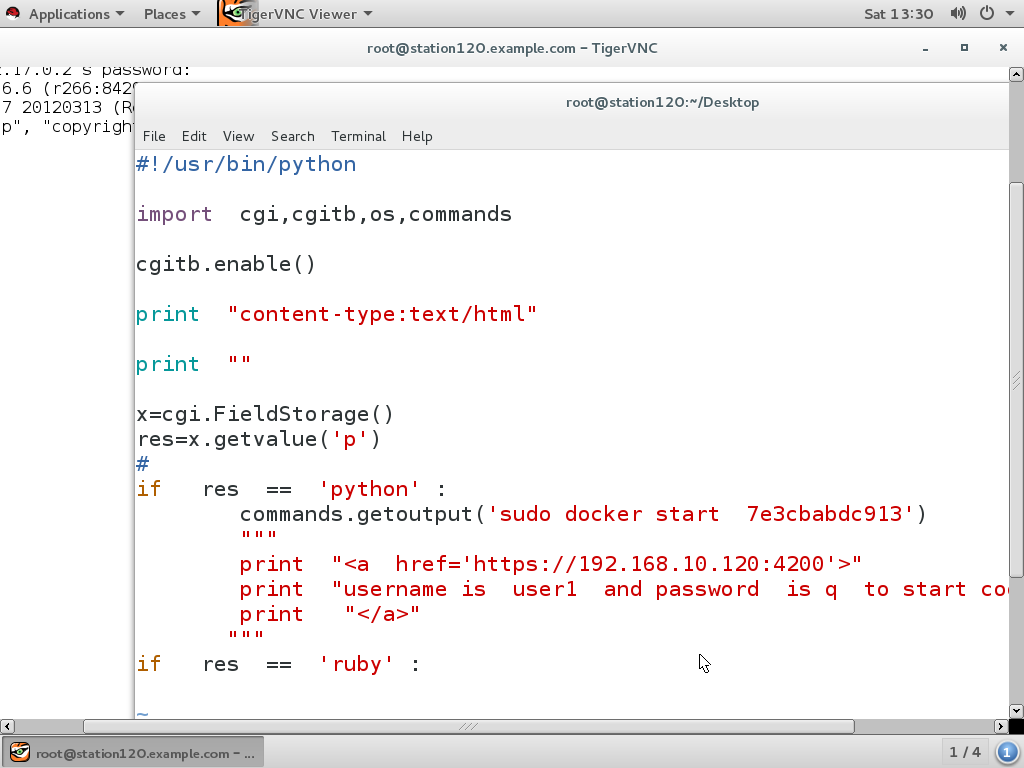 Applications Places TigerVNC Viewer Sat 13:30
root@station120.example.com – TigerVNC
.17.0.2's password:
6.6 (r266:8429
7 20120313 (Re
p", "copyright
root@station120:~/Desktop
File Edit View Search Terminal Help
#!/usr/bin/python
import  cgi,cgitb,os,commands
cgitb.enable()
print  "content-type:text/html"
print  ""
x=cgi.FieldStorage()
res=x.getvalue('p')
#
if   res  ==  'python' :
        commands.getoutput('sudo docker start  7e3cbabdc913')
        """
        print  "<a  href='https://192.168.10.120:4200'>"
        print  "username is  user1  and password  is q  to start co
        print   "</a>"
       """
if   res  ==  'ruby' :
~
root@station120.example.com – ... 1 / 4 1